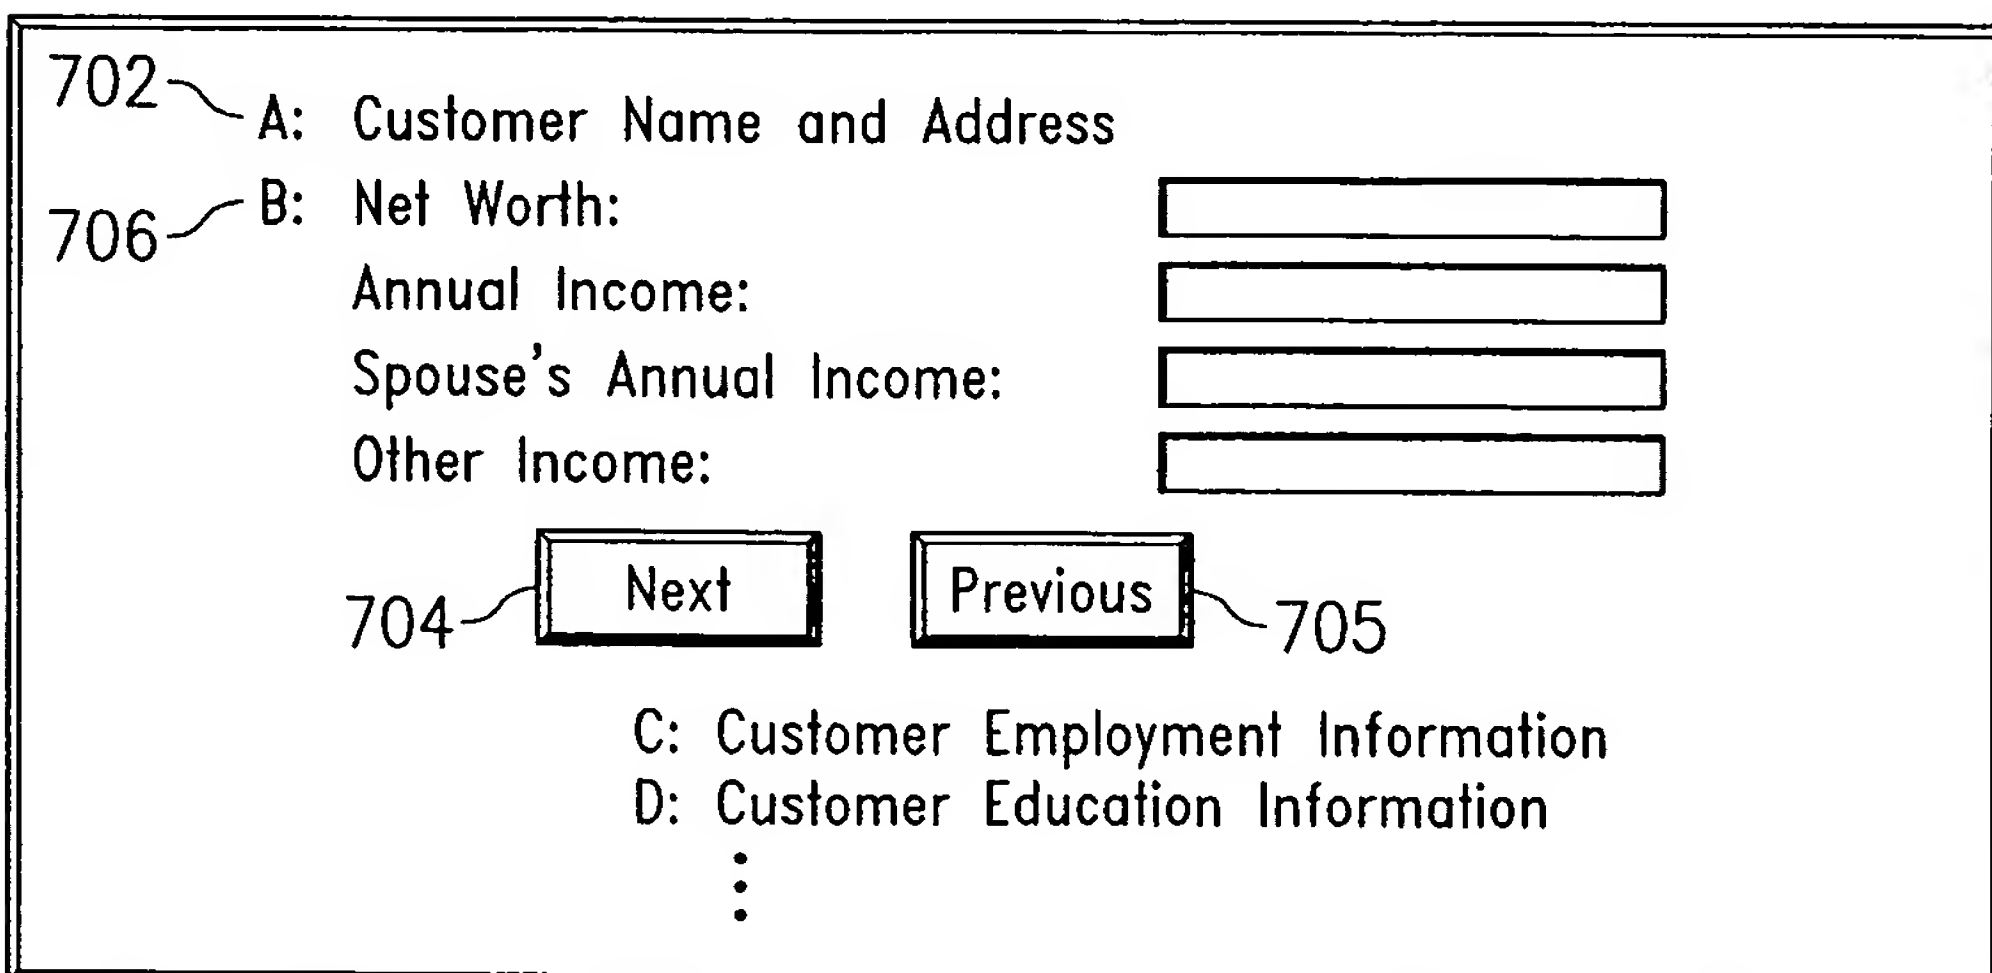 702
A: Customer Name and Address
706
B: Net Worth:
Annual Income:
Spouse's Annual Income:
Other Income:
704
Next
Previous
705
C: Customer Employment Information
D: Customer Education Information